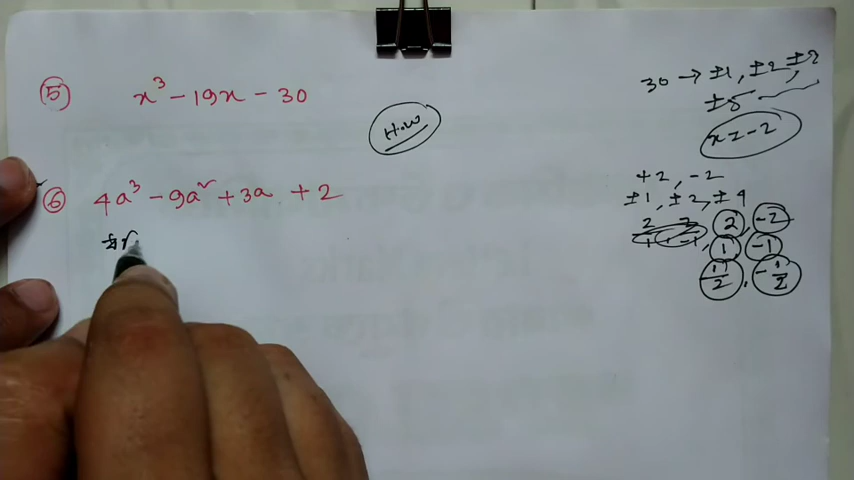 ⑤ x³ - 19x - 30
H.W
⑥ 4a³ - 9a² + 3a + 2
30 → ±1, ±2, ±3
±5
x = -2
+2, -2
±1, ±2, ±4
2, -2
1, -1
1/2, -1/2